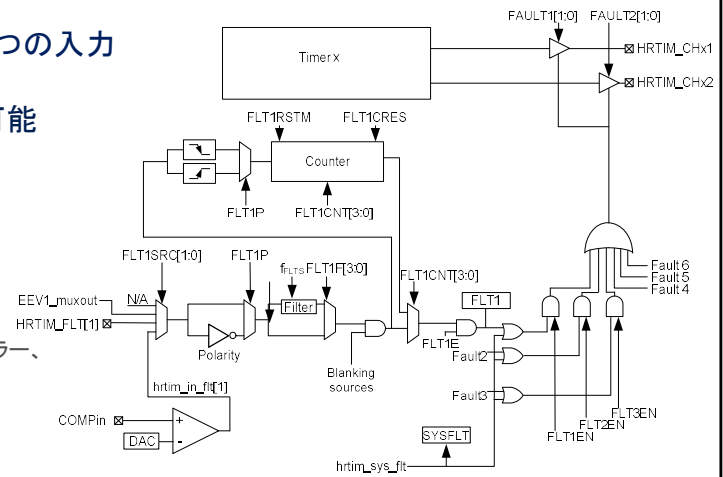 つの入力
可能
ラー、
FAULT1[1:0] FAULT2[1:0]
Timer x
HRTIM_CHx1
HRTIM_CHx2
FLT1RSTM FLT1CRES
Counter
FLT1P
FLT1CNT[3:0]
FLT1SRC[1:0]
FLT1P
fFLTS FLT1F[3:0]
FLT1CNT[3:0]
Fault 6
Fault 5
Fault 4
EEV1_muxout
N/A
Filter
FLT1
HRTIM_FLT[1]
Polarity
FLT1E
Blanking
sources
Fault2
Fault3
hrtim_in_flt[1]
COMPin
+
DAC
-
SYSFLT
hrtim_sys_flt
FLT3EN
FLT2EN
FLT1EN